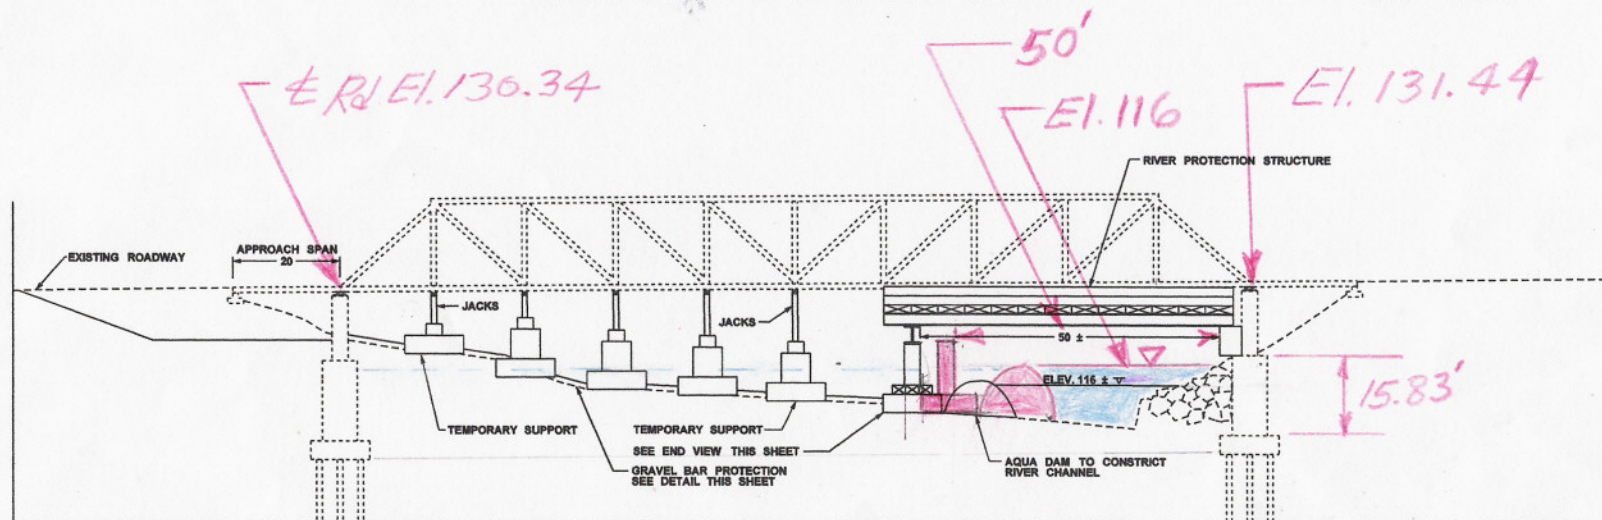 50'
℄ Rd El. 130.34
El. 116
El. 131.44
RIVER PROTECTION STRUCTURE
EXISTING ROADWAY
APPROACH SPAN
20
JACKS
JACKS
50 ±
ELEV. 116 ±
15.83'
TEMPORARY SUPPORT
TEMPORARY SUPPORT
SEE END VIEW THIS SHEET
GRAVEL BAR PROTECTION
SEE DETAIL THIS SHEET
AQUA DAM TO CONSTRICT
RIVER CHANNEL